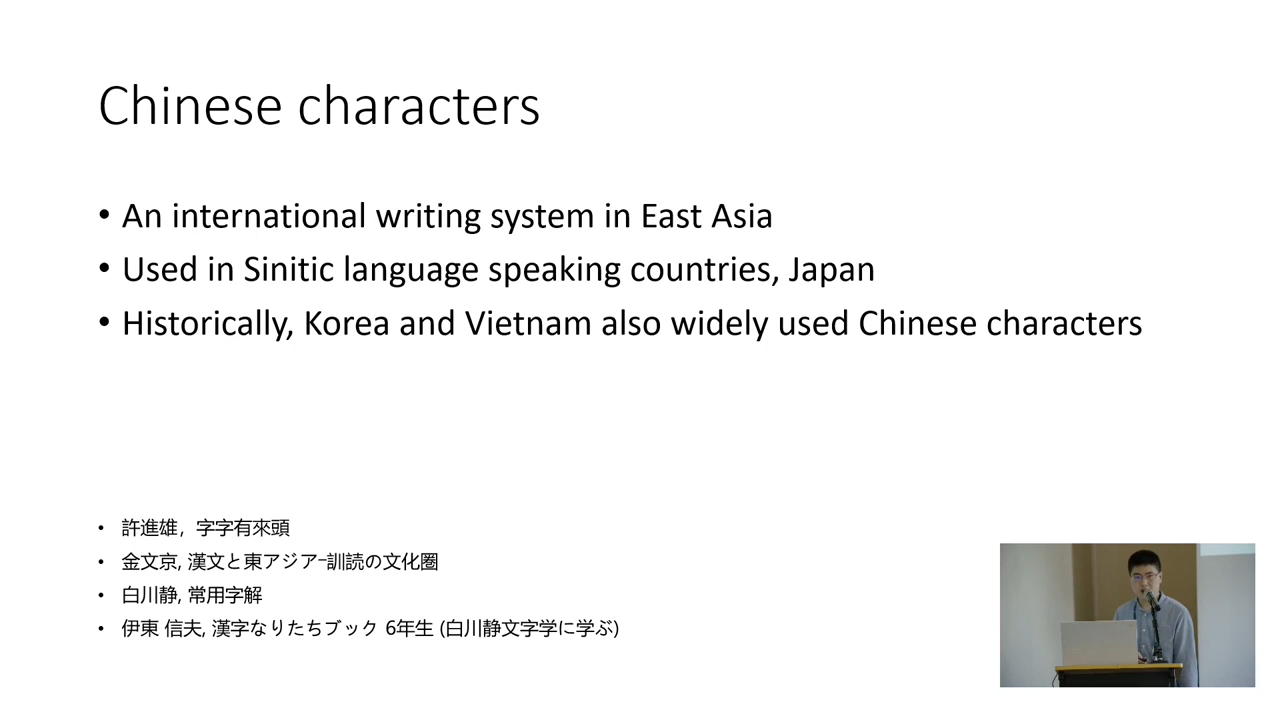 Chinese characters
• An international writing system in East Asia
• Used in Sinitic language speaking countries, Japan
• Historically, Korea and Vietnam also widely used Chinese characters
• 許進雄，字字有來頭
• 金文京, 漢文と東アジア–訓読の文化圏
• 白川静, 常用字解
• 伊東 信夫, 漢字なりたちブック 6年生 (白川静文字学に学ぶ)